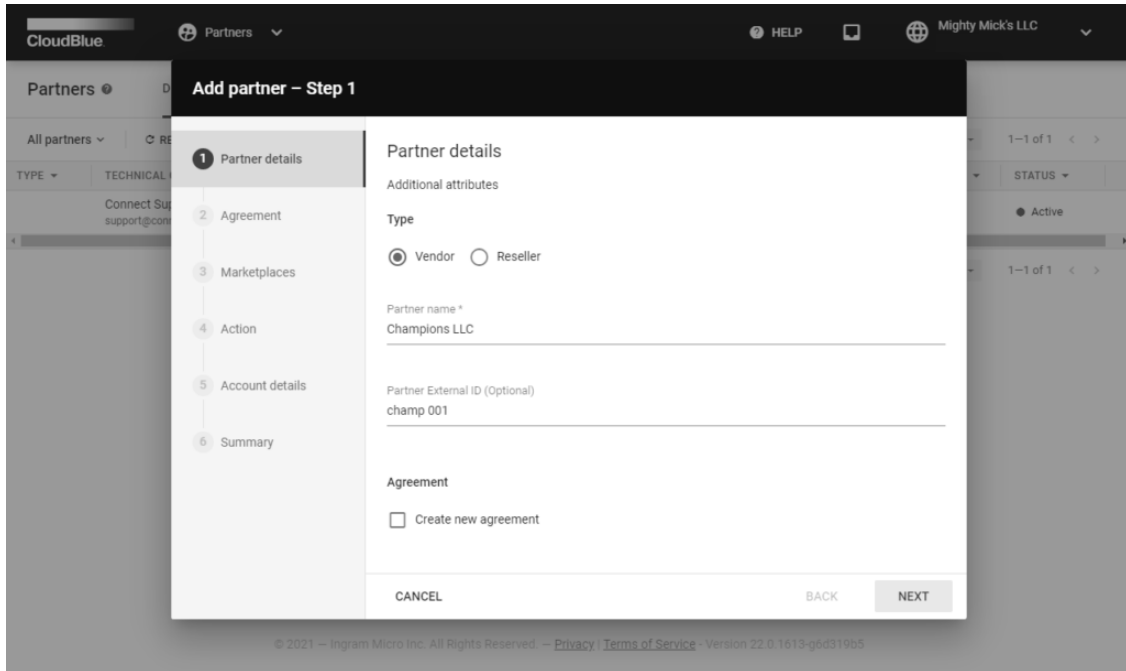 CloudBlue
Partners
HELP
Mighty Mick's LLC
Partners
All partners
1–1 of 1
TYPE
TECHNICAL
STATUS
Connect Sup
support@con
Active
1–1 of 1
Add partner – Step 1
1 Partner details
2 Agreement
3 Marketplaces
4 Action
5 Account details
6 Summary
Partner details
Additional attributes
Type
Vendor Reseller
Partner name *
Champions LLC
Partner External ID (Optional)
champ 001
Agreement
Create new agreement
CANCEL BACK NEXT
© 2021 – Ingram Micro Inc. All Rights Reserved. – Privacy | Terms of Service - Version 22.0.1613-g6d319b5